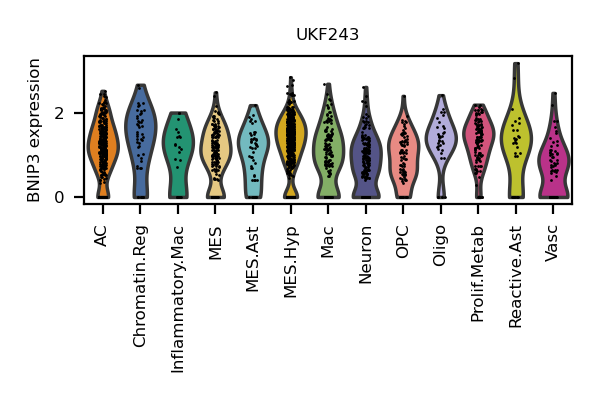 UKF243
BNIP3 expression
2
0
AC
Chromatin.Reg
Inflammatory.Mac
MES
MES.Ast
MES.Hyp
Mac
Neuron
OPC
Oligo
Prolif.Metab
Reactive.Ast
Vasc